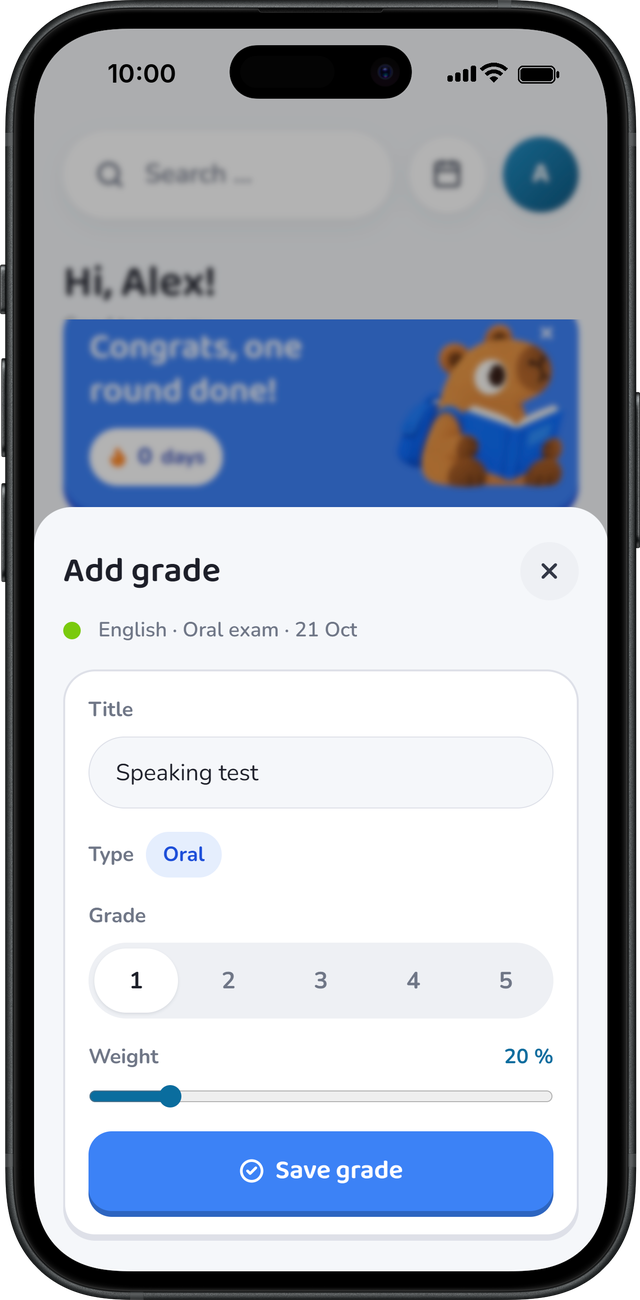 10:00
Search ...
A
Hi, Alex!
Congrats, one
round done!
0 days
Add grade
English · Oral exam · 21 Oct
Title
Speaking test
Type Oral
Grade
1 2 3 4 5
Weight 20 %
Save grade